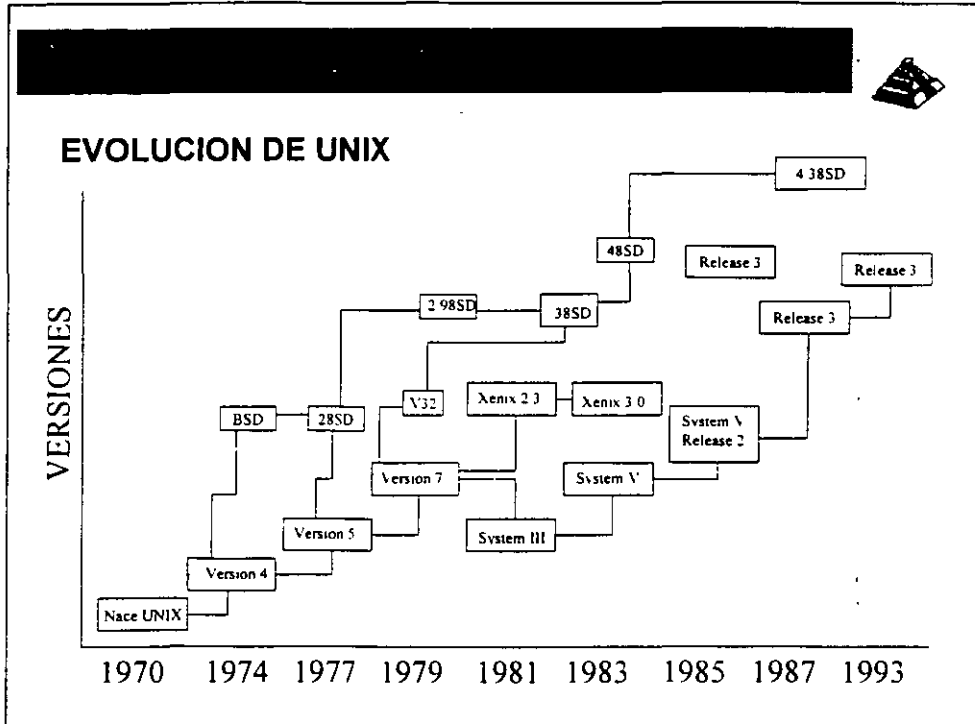 EVOLUCION DE UNIX
4 38SD
48SD
Release 3
Release 3
2 98SD
38SD
Release 3
V32
Xenix 2 3
Xenix 3 0
BSD
28SD
System V
Release 2
Version 7
System V
Version 5
System III
Version 4
Nace UNIX
VERSIONES
1970 1974 1977 1979 1981 1983 1985 1987 1993